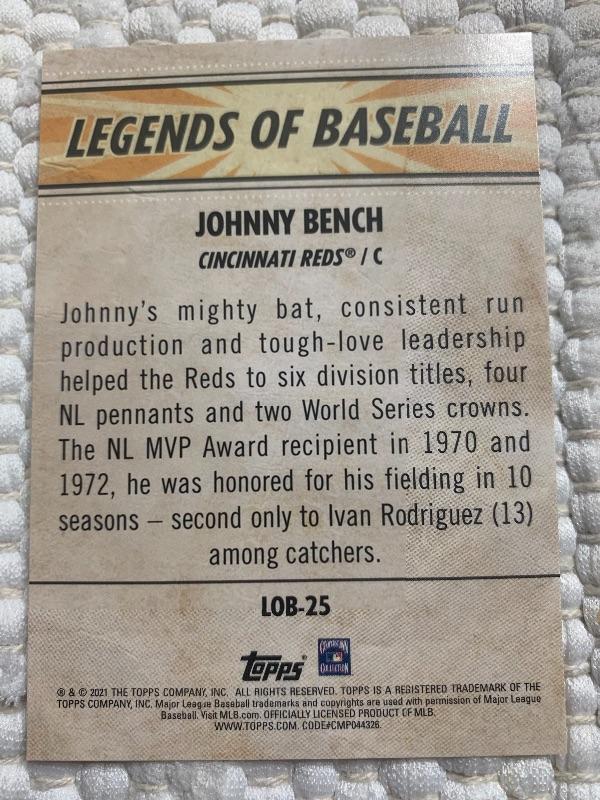 LEGENDS OF BASEBALL
JOHNNY BENCH
CINCINNATI REDS® / C
Johnny's mighty bat, consistent run
production and tough-love leadership
helped the Reds to six division titles, four
NL pennants and two World Series crowns.
The NL MVP Award recipient in 1970 and
1972, he was honored for his fielding in 10
seasons – second only to Ivan Rodriguez (13)
among catchers.
LOB-25
Topps®
COOPERSTOWN
COLLECTION
® & © 2021 THE TOPPS COMPANY, INC. ALL RIGHTS RESERVED. TOPPS IS A REGISTERED TRADEMARK OF THE
TOPPS COMPANY, INC. Major League Baseball trademarks and copyrights are used with permission of Major League
Baseball. Visit MLB.com. OFFICIALLY LICENSED PRODUCT OF MLB.
WWW.TOPPS.COM. CODE#CMP044326.